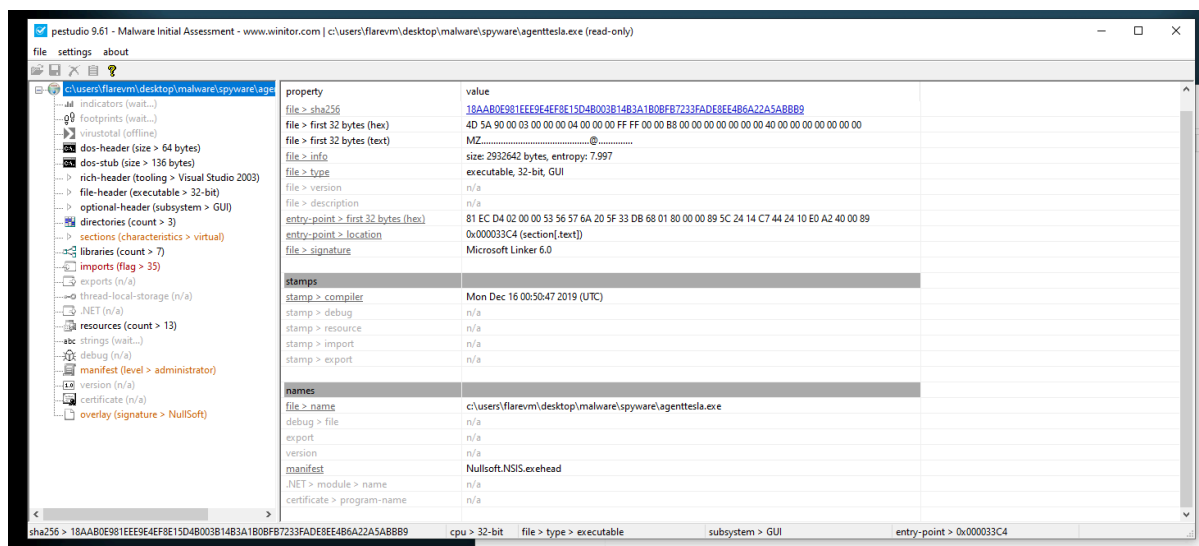 pestudio 9.61 - Malware Initial Assessment - www.winitor.com | c:\users\flarevm\desktop\malware\spyware\agenttesla.exe (read-only)
file settings about
c:\users\flarevm\desktop\malware\spyware\age
indicators (wait...)
footprints (wait...)
virustotal (offline)
dos-header (size > 64 bytes)
dos-stub (size > 136 bytes)
rich-header (tooling > Visual Studio 2003)
file-header (executable > 32-bit)
optional-header (subsystem > GUI)
directories (count > 3)
sections (characteristics > virtual)
libraries (count > 7)
imports (flag > 35)
exports (n/a)
thread-local-storage (n/a)
.NET (n/a)
resources (count > 13)
abc strings (wait...)
debug (n/a)
manifest (level > administrator)
1.0 version (n/a)
certificate (n/a)
overlay (signature > NullSoft)
property value
file > sha256 18AAB0E981EEE9E4EF8E15D4B003B14B3A1B0BFB7233FADE8EE4B6A22A5ABBB9
file > first 32 bytes (hex) 4D 5A 90 00 03 00 00 00 04 00 00 00 FF FF 00 00 B8 00 00 00 00 00 00 00 40 00 00 00 00 00 00 00
file > first 32 bytes (text) MZ......................................@..............
file > info size: 2932642 bytes, entropy: 7.997
file > type executable, 32-bit, GUI
file > version n/a
file > description n/a
entry-point > first 32 bytes (hex) 81 EC D4 02 00 00 53 56 57 6A 20 5F 33 DB 68 01 80 00 00 89 5C 24 14 C7 44 24 10 E0 A2 40 00 89
entry-point > location 0x000033C4 (section[.text])
file > signature Microsoft Linker 6.0
stamps
stamp > compiler Mon Dec 16 00:50:47 2019 (UTC)
stamp > debug n/a
stamp > resource n/a
stamp > import n/a
stamp > export n/a
names
file > name c:\users\flarevm\desktop\malware\spyware\agenttesla.exe
debug > file n/a
export n/a
version n/a
manifest Nullsoft.NSIS.exehead
.NET > module > name n/a
certificate > program-name n/a
sha256 > 18AAB0E981EEE9E4EF8E15D4B003B14B3A1B0BFB7233FADE8EE4B6A22A5ABBB9 cpu > 32-bit file > type > executable subsystem > GUI entry-point > 0x000033C4